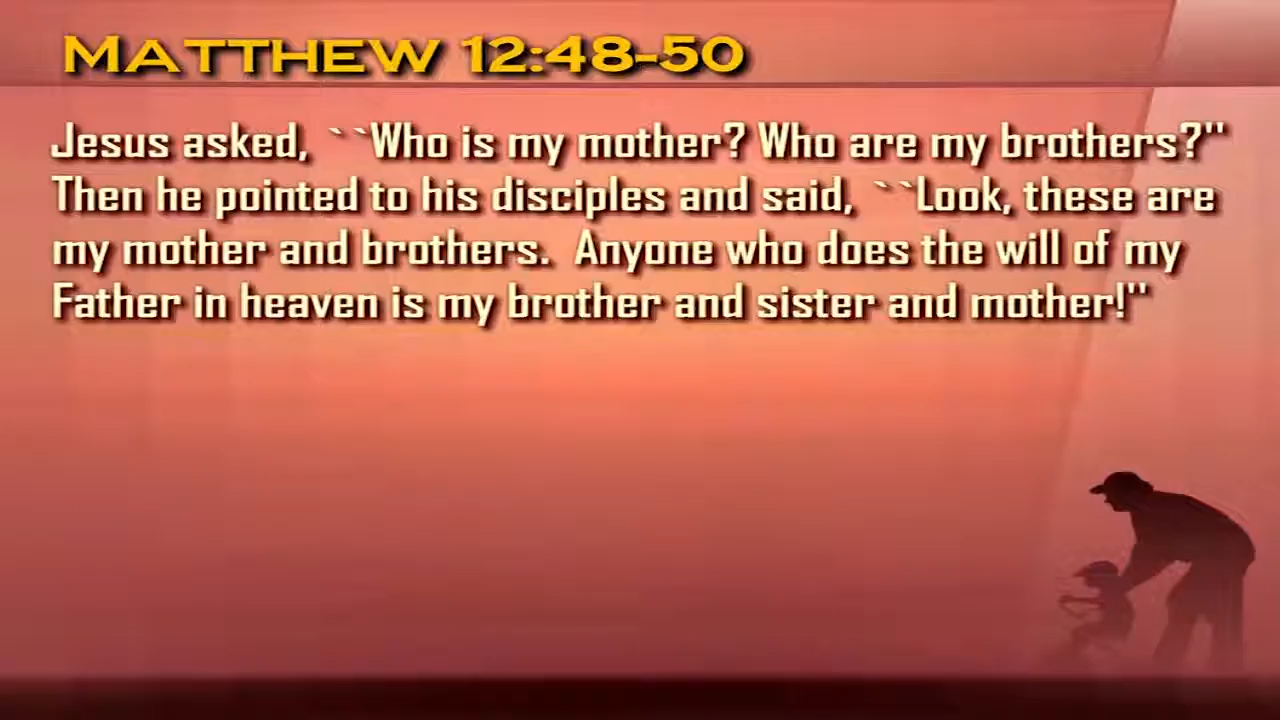 MATTHEW 12:48-50
Jesus asked, ``Who is my mother? Who are my brothers?''
Then he pointed to his disciples and said, ``Look, these are
my mother and brothers.  Anyone who does the will of my
Father in heaven is my brother and sister and mother!''